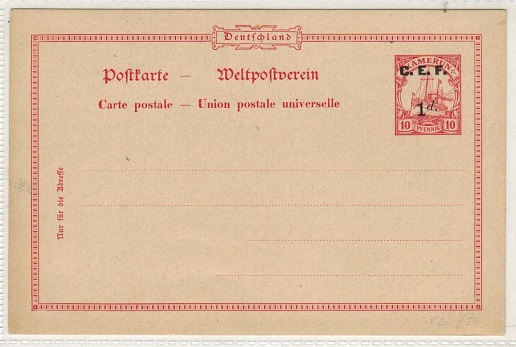 Deutschland
Postkarte — Weltpostverein
Carte postale — Union postale universelle
KAMERUN
C. E. F.
1d.
10 PFENNIG 10
Nur für die Adresse